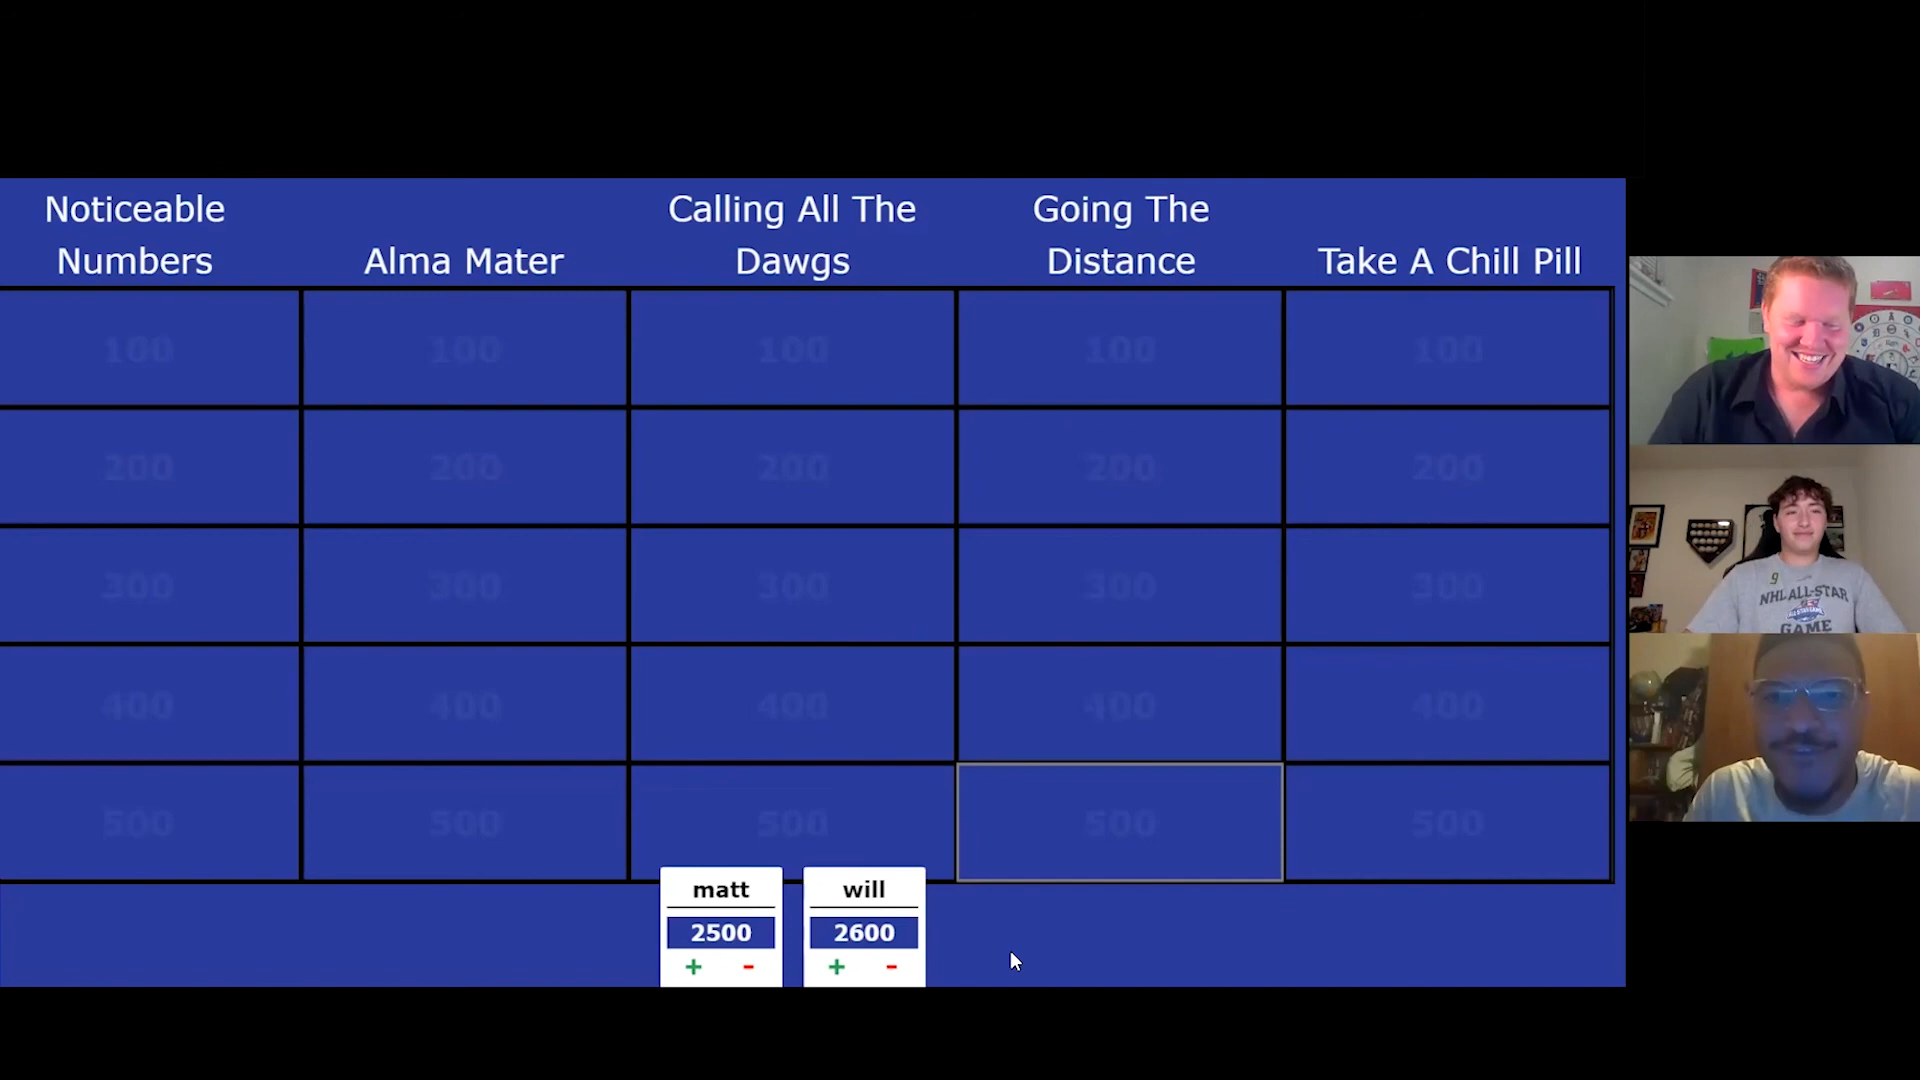 Noticeable
Numbers
Alma Mater
Calling All The
Dawgs
Going The
Distance
Take A Chill Pill
100 100 100 100 100
200 200 200 200 200
300 300 300 300 300
400 400 400 400 400
500 500 500 500 500
matt will
2500 2600
+ - + -
9
NHL ALL-STAR
GAME